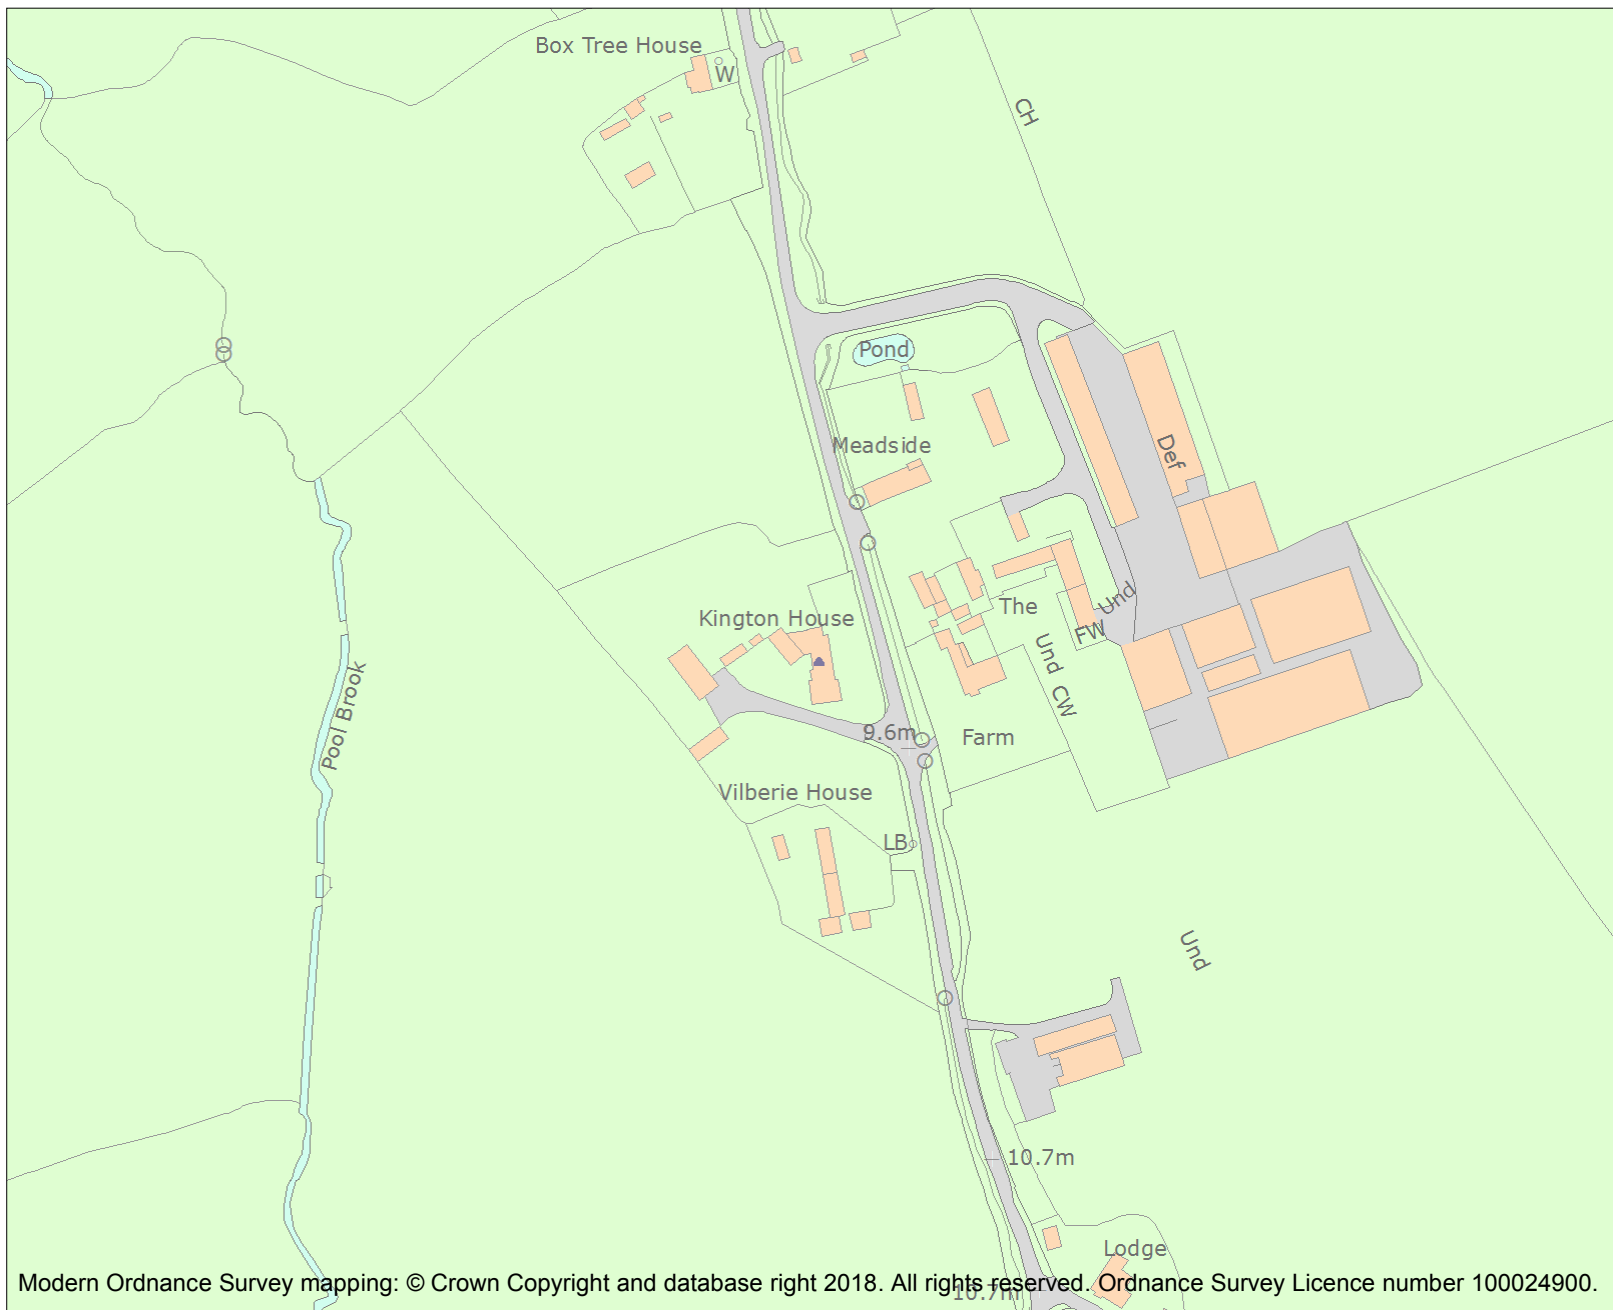 Box Tree House
W
CH
Pond
Meadside
Def
The
Und
FW
Kington House
Und
CW
Pool Brook
9.6m
Farm
Vilberie House
LB
Und
10.7m
Lodge
10.7m
Modern Ordnance Survey mapping: © Crown Copyright and database right 2018. All rights reserved. Ordnance Survey Licence number 100024900.